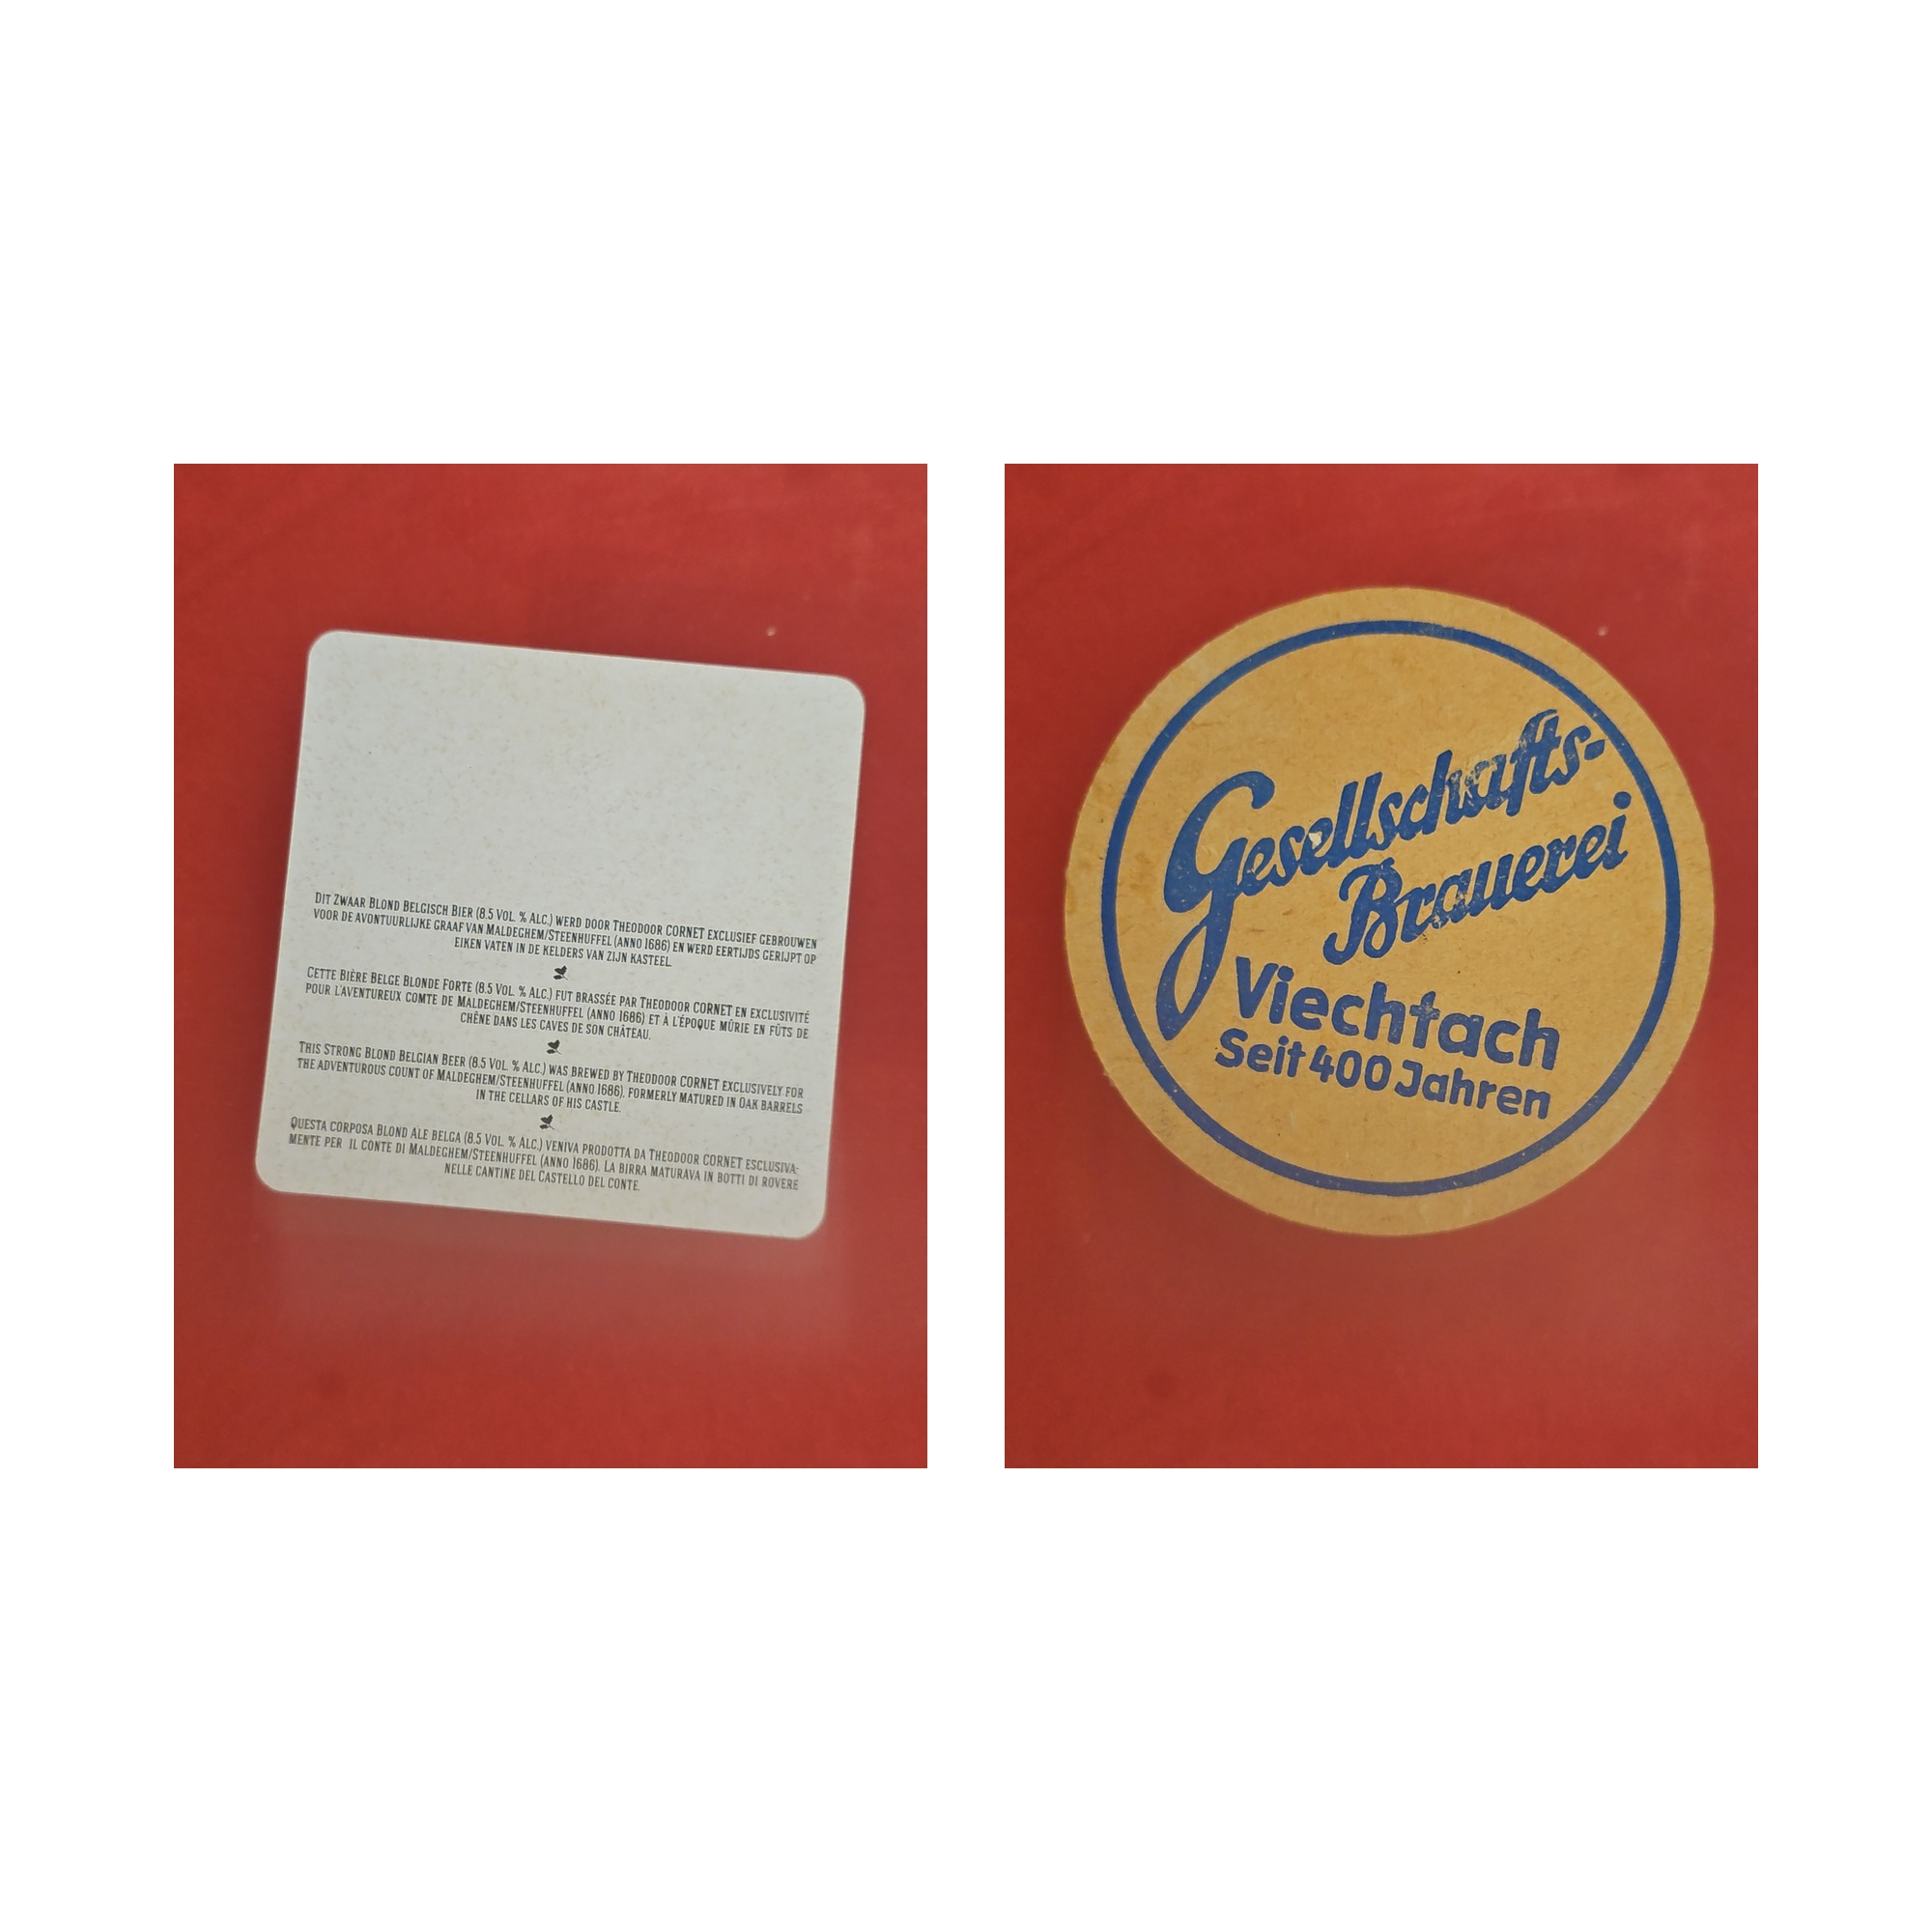 Dit Zwaar Blond Belgisch Bier (8.5 Vol. % Alc.) werd door Theodoor CORNET exclusief gebrouwen
voor de avontuurlijke graaf van Maldeghem/Steenhuffel (anno 1686) en werd eertijds gerijpt op
eiken vaten in de kelders van zijn kasteel.
Cette Bière Belge Blonde Forte (8.5 Vol. % Alc.) fut brassée par Theodoor CORNET en exclusivité
pour l'aventureux comte de Maldeghem/Steenhuffel (anno 1686) et à l'époque mûrie en fûts de
chêne dans les caves de son château.
This Strong Blond Belgian Beer (8.5 Vol. % Alc.) was brewed by Theodoor CORNET exclusively for
the adventurous count of Maldeghem/Steenhuffel (anno 1686). Formerly matured in Oak barrels
in the cellars of his castle.
Questa corposa Blond Ale belga (8.5 Vol. % Alc.) veniva prodotta da Theodoor CORNET esclusiva-
mente per il conte di Maldeghem/Steenhuffel (anno 1686). La birra maturava in botti di rovere
nelle cantine del Castello del conte.
Gesellschafts-
Brauerei
Viechtach
Seit 400 Jahren